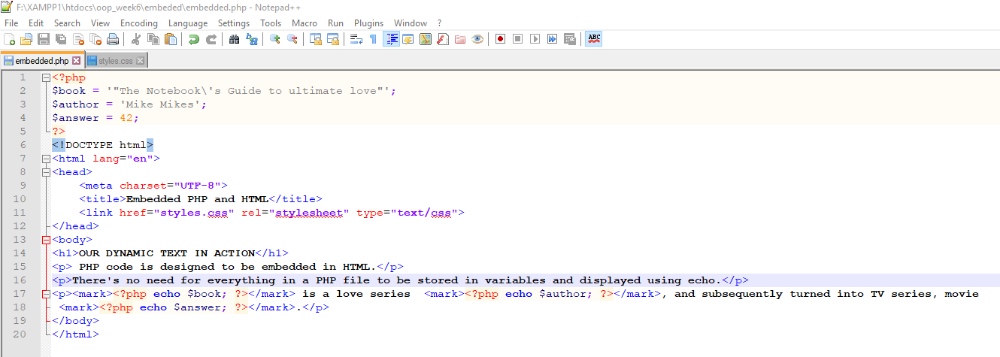 F:\XAMPP1\htdocs\oop_week6\embeded\embedded.php - Notepad++
File Edit Search View Encoding Language Settings Tools Macro Run Plugins Window ?
ABC
embedded.php styles.css
1 <?php
2 $book = '"The Notebook\'s Guide to ultimate love"';
3 $author = 'Mike Mikes';
4 $answer = 42;
5 ?>
6 <!DOCTYPE html>
7 <html lang="en">
8 <head>
9 <meta charset="UTF-8">
10 <title>Embedded PHP and HTML</title>
11 <link href="styles.css" rel="stylesheet" type="text/css">
12 </head>
13 <body>
14 <h1>OUR DYNAMIC TEXT IN ACTION</h1>
15 <p> PHP code is designed to be embedded in HTML.</p>
16 <p>There's no need for everything in a PHP file to be stored in variables and displayed using echo.</p>
17 <p><mark><?php echo $book; ?></mark> is a love series  <mark><?php echo $author; ?></mark>, and subsequently turned into TV series, movie
18 <mark><?php echo $answer; ?></mark>.</p>
19 </body>
20 </html>